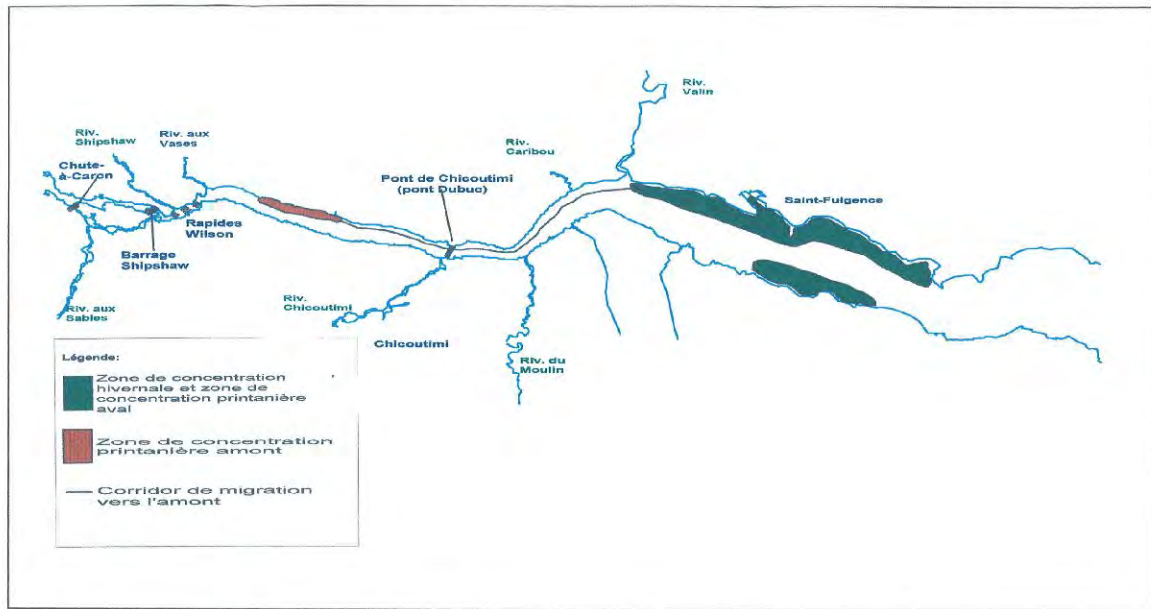 Riv.
Valin
Riv.
Shipshaw
Riv. aux
Vases
Riv.
Caribou
Chute-
à-Caron
Pont de Chicoutimi
(pont Dubuc)
Saint-Fulgence
Rapides
Wilson
Barrage
Shipshaw
Riv. aux
Sables
Riv.
Chicoutimi
Chicoutimi
Riv. du
Moulin
Légende:
Zone de concentration
hivernale et zone de
concentration printanière
aval
Zone de concentration
printanière amont
Corridor de migration
vers l'amont